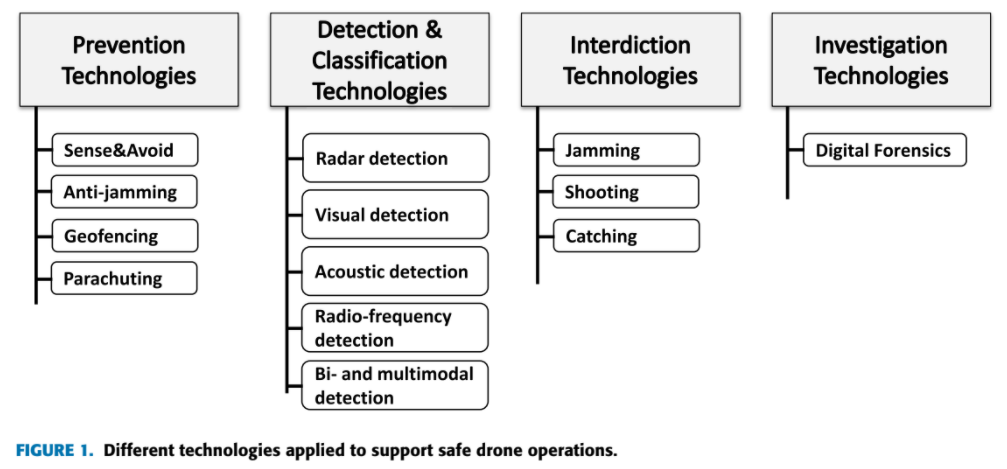 Prevention
Technologies
Sense&Avoid
Anti-jamming
Geofencing
Parachuting
Detection &
Classification
Technologies
Radar detection
Visual detection
Acoustic detection
Radio-frequency
detection
Bi- and multimodal
detection
Interdiction
Technologies
Jamming
Shooting
Catching
Investigation
Technologies
Digital Forensics
FIGURE 1. Different technologies applied to support safe drone operations.